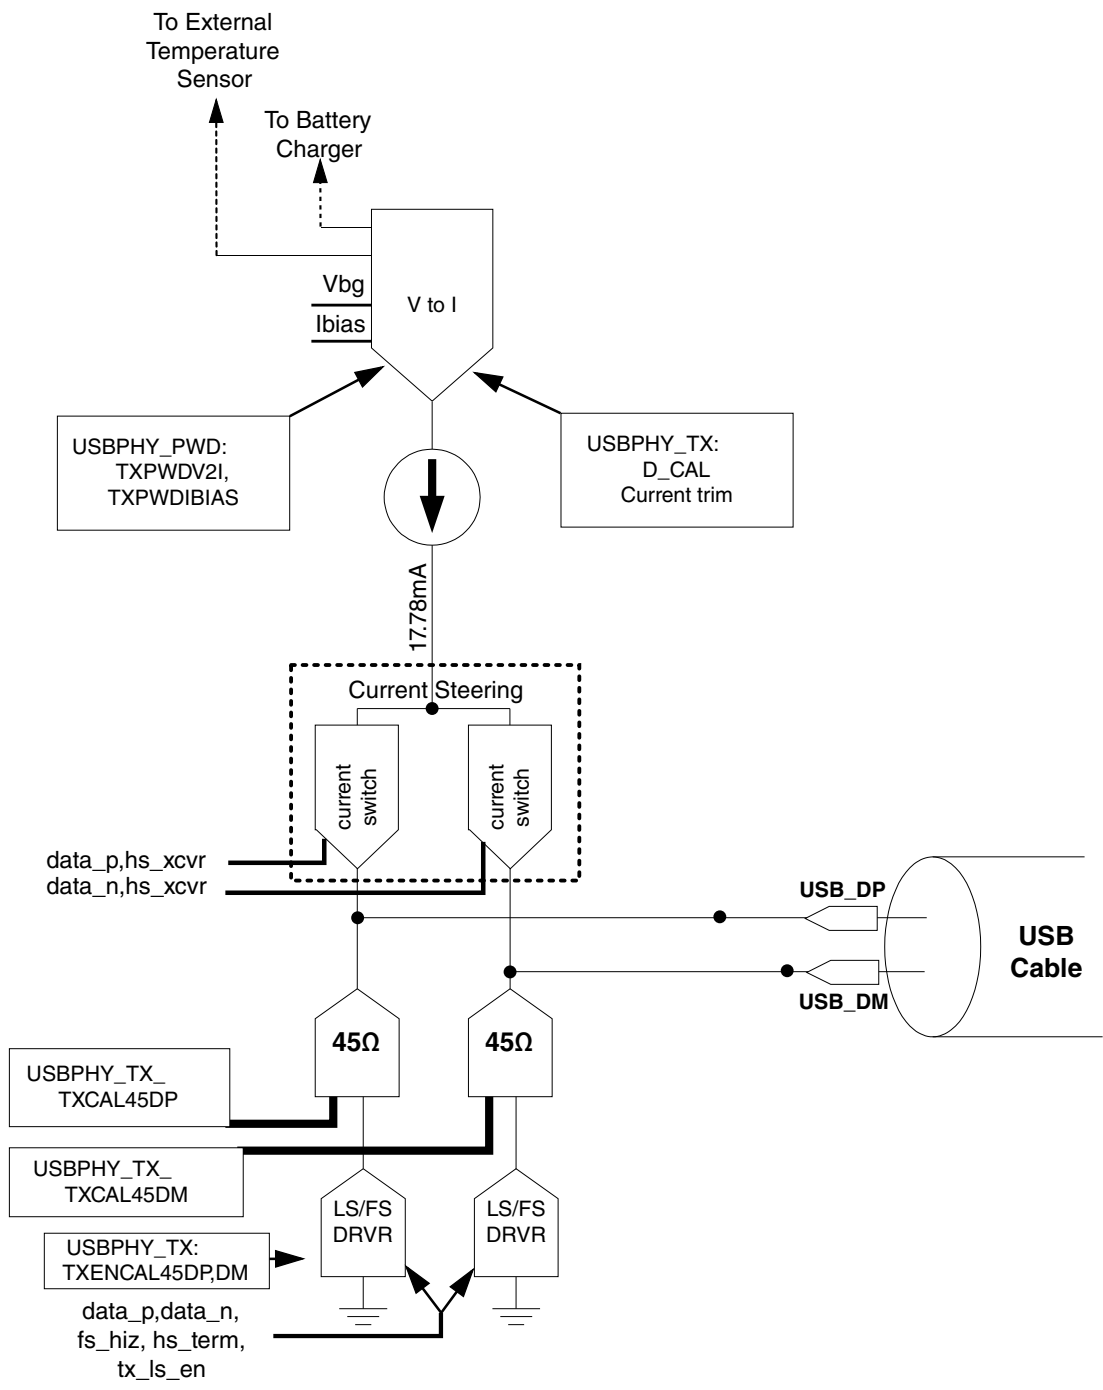 To External
Temperature
Sensor
To Battery
Charger
Vbg
Ibias
V to I
USBPHY_PWD:
TXPWDV2I,
TXPWDIBIAS
USBPHY_TX:
D_CAL
Current trim
17.78mA
Current Steering
current
switch
current
switch
data_p,hs_xcvr
data_n,hs_xcvr
USB_DP
USB_DM
USB
Cable
45Ω
45Ω
USBPHY_TX_
TXCAL45DP
USBPHY_TX_
TXCAL45DM
LS/FS
DRVR
LS/FS
DRVR
USBPHY_TX:
TXENCAL45DP,DM
data_p,data_n,
fs_hiz, hs_term,
tx_ls_en